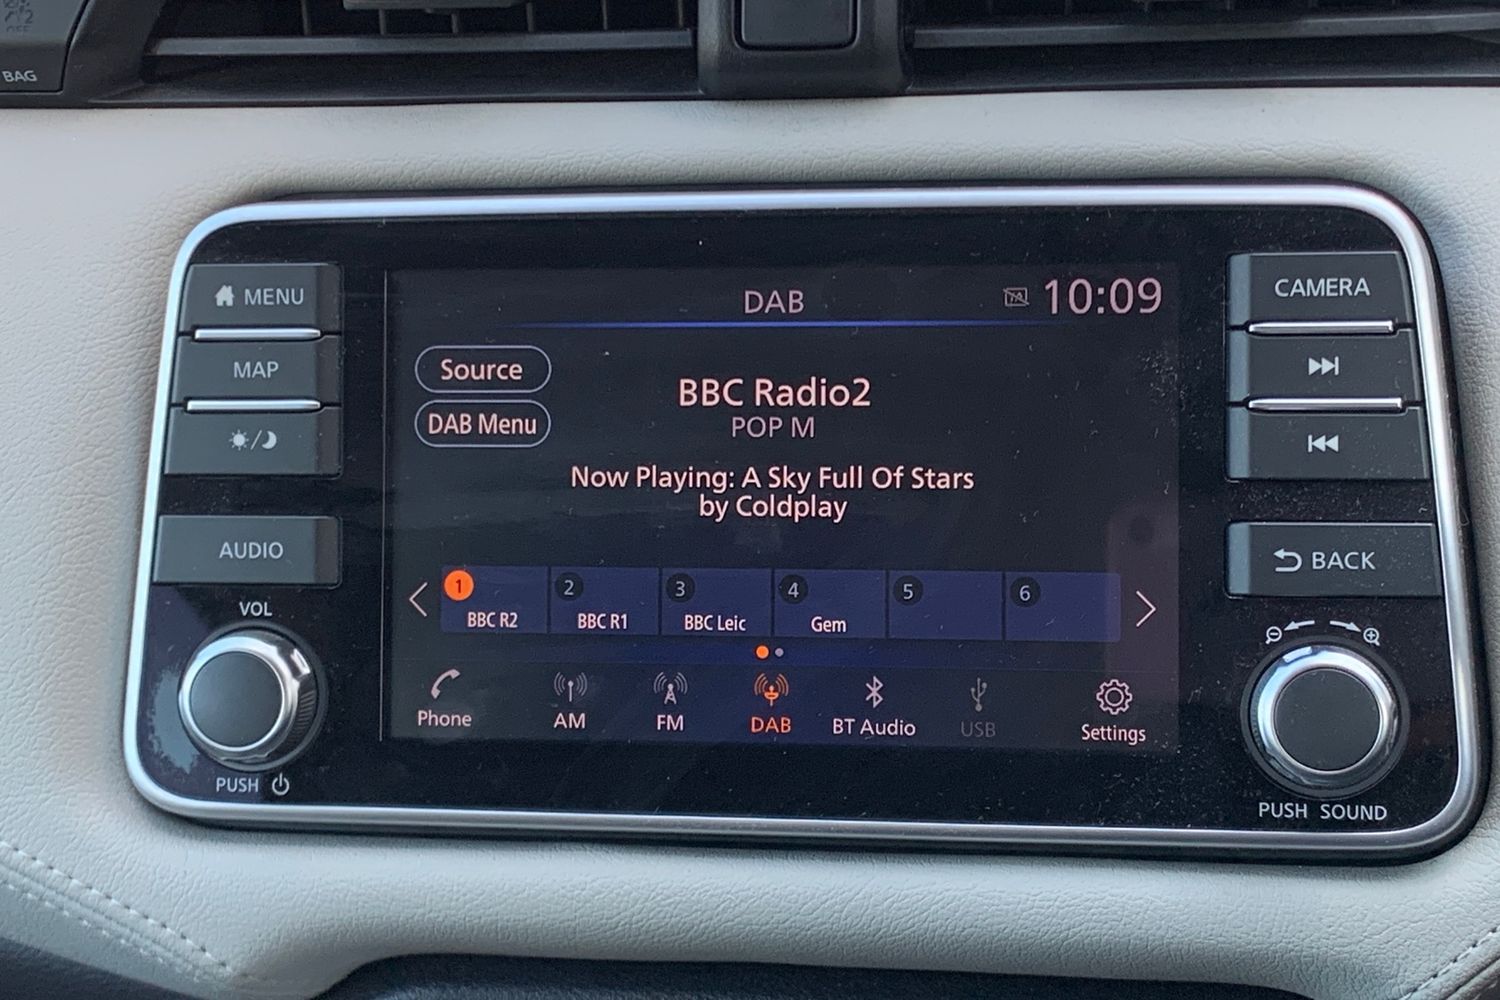 BAG
MENU
MAP
AUDIO
VOL
PUSH
DAB
TA
10:09
Source
DAB Menu
BBC Radio2
POP M
Now Playing: A Sky Full Of Stars
by Coldplay
1
BBC R2
2
BBC R1
3
BBC Leic
4
Gem
5
6
Phone
AM
FM
DAB
BT Audio
USB
Settings
CAMERA
BACK
PUSH SOUND